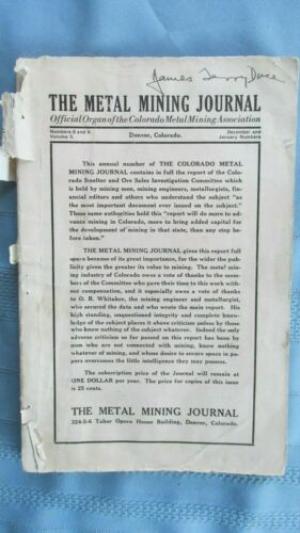 James Terry Duce
THE METAL MINING JOURNAL
Official Organ of the Colorado Metal Mining Association
Numbers 8 and 9
Volume 5.
Denver, Colorado.
December and
January Numbers
This annual number of THE COLORADO METAL
MINING JOURNAL contains in full the report of the Colo-
rado Smelter and Ore Sales Investigation Committee which
is held by mining men, mining engineers, metallurgists, fin-
ancial editors and others who understand the subject "as
the most important document ever issued on the subject."
These same authorities hold this "report will do more to ad-
vance mining in Colorado, more to bring added capital for
the development of mining in that state, than any step be-
fore taken."
THE METAL MINING JOURNAL gives this report full
space because of its great importance, for the wider the pub-
licity given the greater its value to mining. The metal min-
ing industry of Colorado owes a vote of thanks to the mem-
bers of the Committee who gave their time to this work with-
out compensation, and it especially owes a vote of thanks
to O. R. Whitaker, the mining engineer and metallurgist,
who secured the data and who wrote the main report. His
high standing, unquestioned integrity and complete know-
ledge of the subject places it above criticism unless by those
who know nothing of the subject whatever. Indeed the only
adverse criticism so far passed on this report has been by
men who are not connected with mining, know nothing
whatever of mining, and whose desire to secure space in pa-
pers overcomes the little intelligence they may possess.
The subscription price of the Journal will remain at
ONE DOLLAR per year. The price for copies of this issue
is 25 cents.
THE METAL MINING JOURNAL
324-5-6 Tabor Opera House Building, Denver, Colorado.